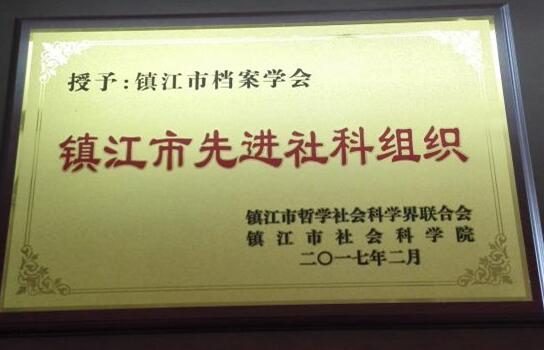 授予:镇江市档案学会
镇江市先进社科组织
镇江市哲学社会科学界联合会
镇江市社会科学院
二〇一七年二月